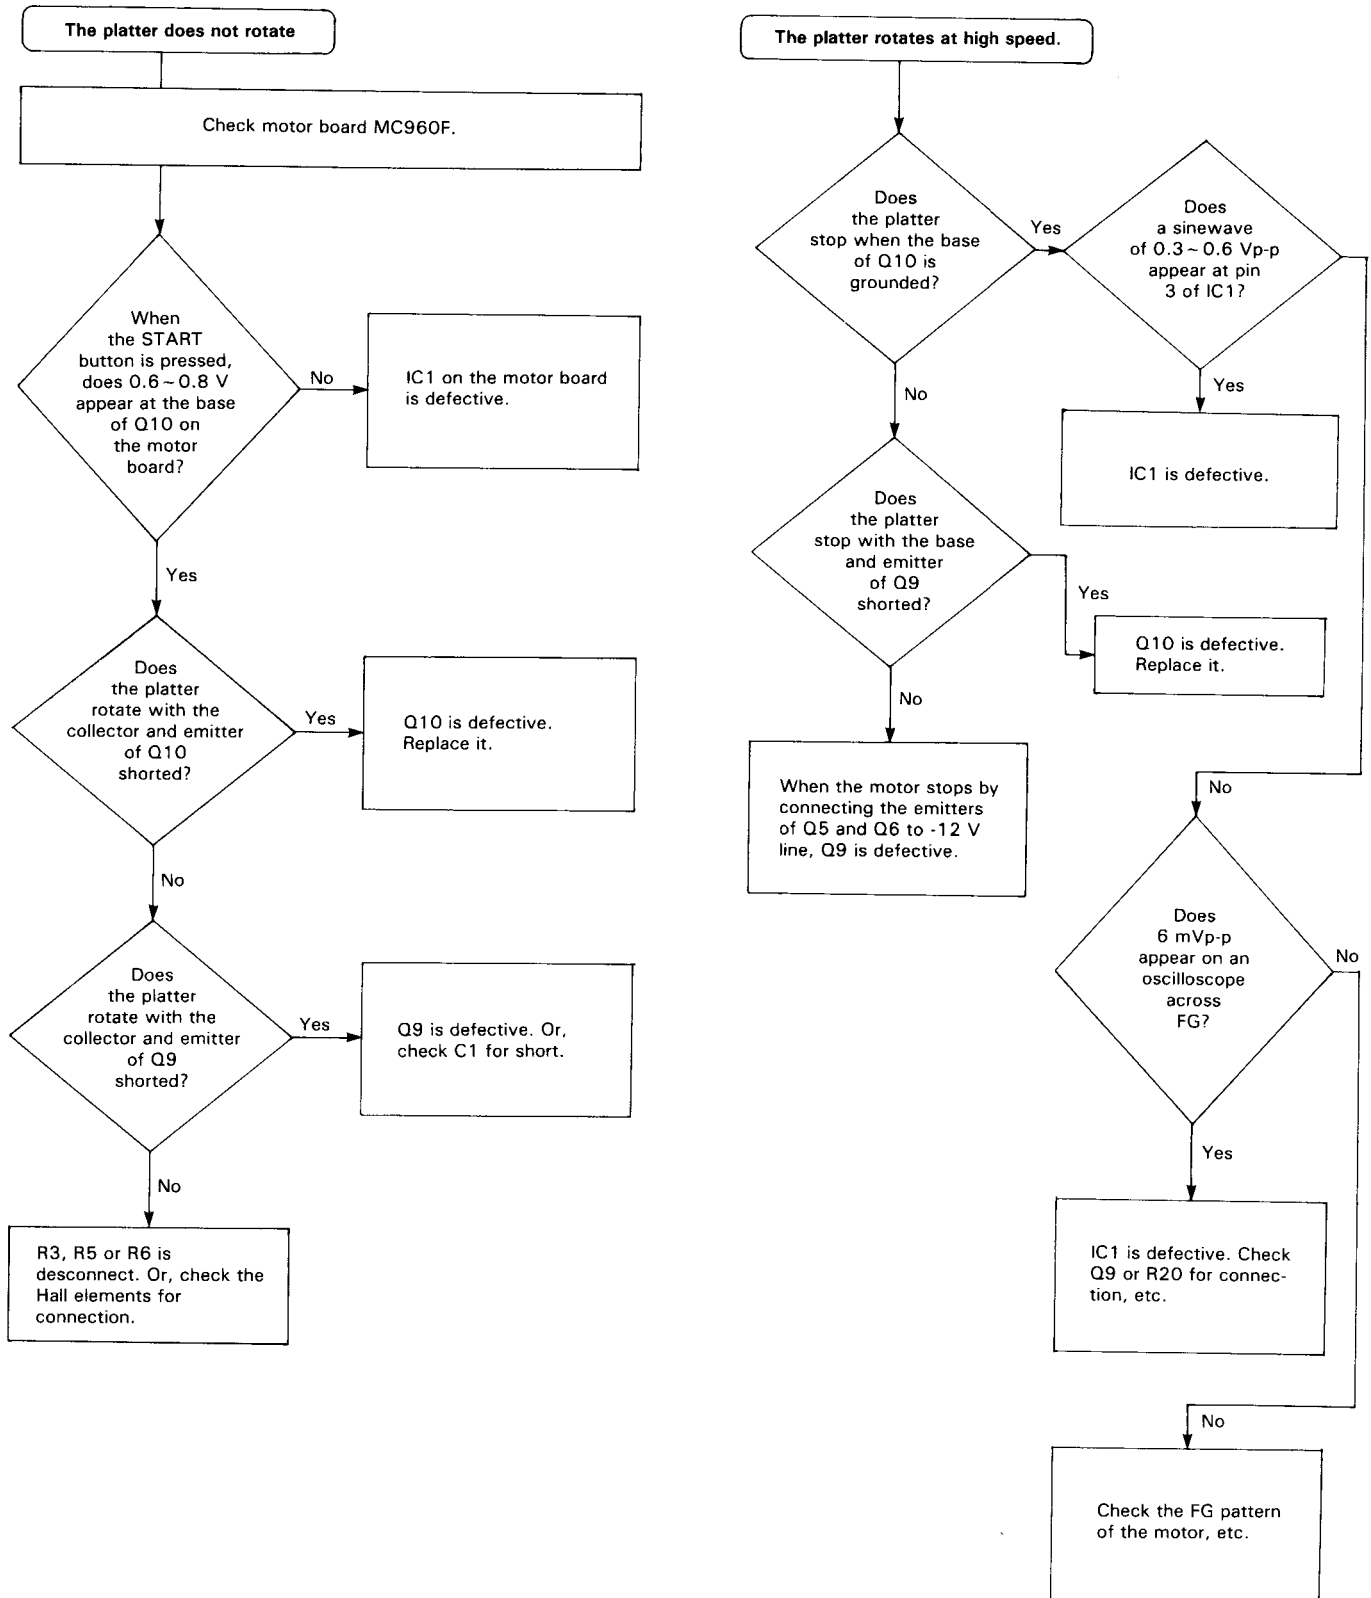 The platter does not rotate
Check motor board MC960F.
When
the START
button is pressed,
does 0.6~0.8 V
appear at the base
of Q10 on
the motor
board?
No
IC1 on the motor board
is defective.
Yes
Does
the platter
rotate with the
collector and emitter
of Q10
shorted?
Yes
Q10 is defective.
Replace it.
No
Does
the platter
rotate with the
collector and emitter
of Q9
shorted?
Yes
Q9 is defective. Or,
check C1 for short.
No
R3, R5 or R6 is
desconnect. Or, check the
Hall elements for
connection.
The platter rotates at high speed.
Does
the platter
stop when the base
of Q10 is
grounded?
Yes
Does
a sinewave
of 0.3~0.6 Vp-p
appear at pin
3 of IC1?
Yes
IC1 is defective.
No
Does
the platter
stop with the base
and emitter
of Q9
shorted?
Yes
Q10 is defective.
Replace it.
No
When the motor stops by
connecting the emitters
of Q5 and Q6 to -12 V
line, Q9 is defective.
No
Does
6 mVp-p
appear on an
oscilloscope
across
FG?
No
Yes
IC1 is defective. Check
Q9 or R20 for connec-
tion, etc.
No
Check the FG pattern
of the motor, etc.